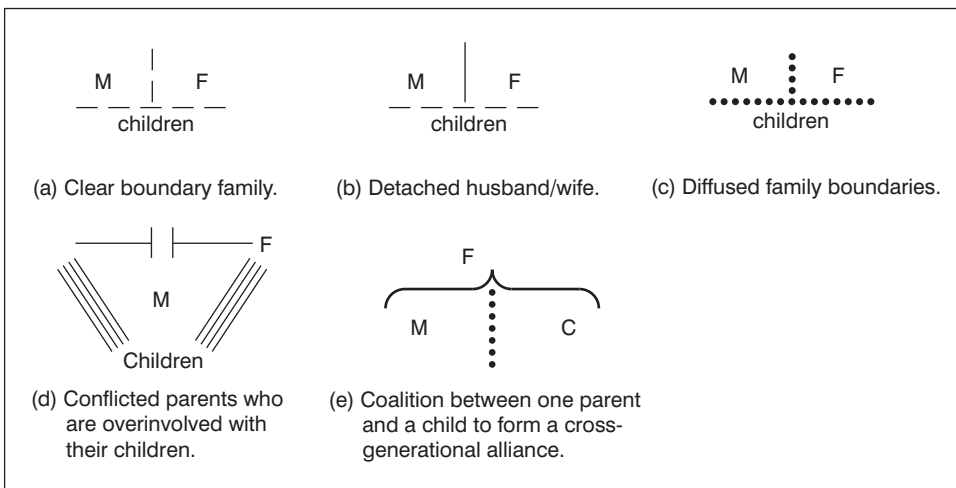 M F
children
(a) Clear boundary family.
M F
children
(b) Detached husband/wife.
M F
children
(c) Diffused family boundaries.
F
M
Children
(d) Conflicted parents who
are overinvolved with
their children.
F
M C
(e) Coalition between one parent
and a child to form a cross-
generational alliance.